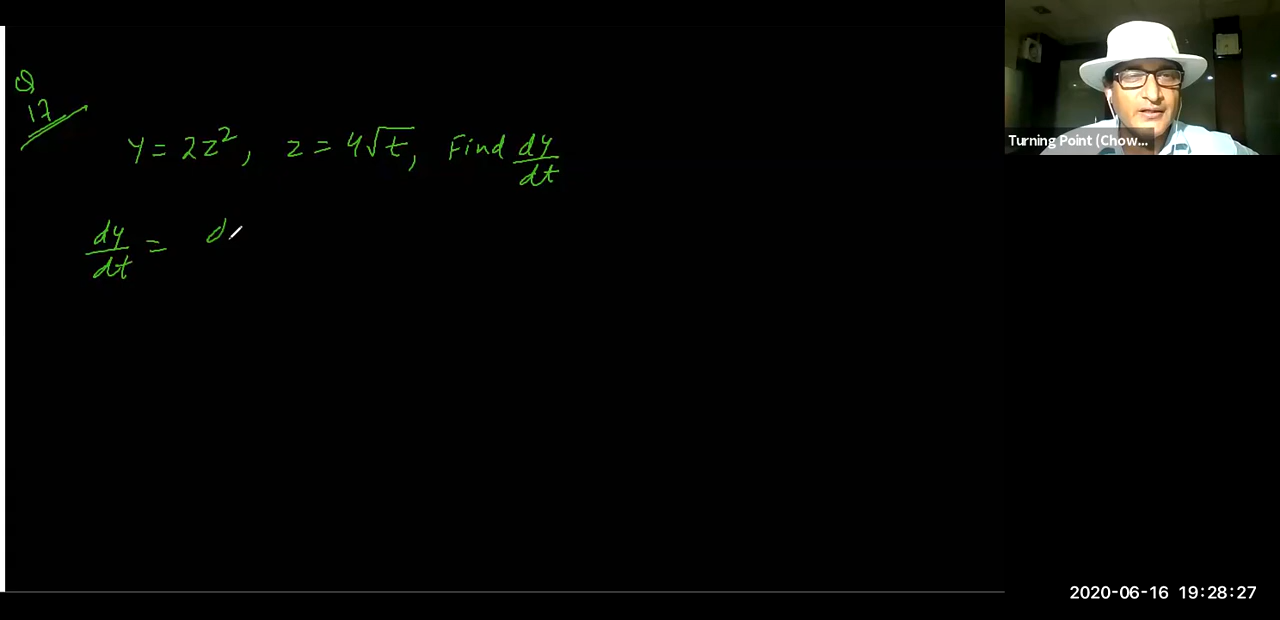 Q
17
y = 2z², z = 4√t, Find dy/dt
dy/dt = d
Turning Point (Chow...
2020-06-16 19:28:27